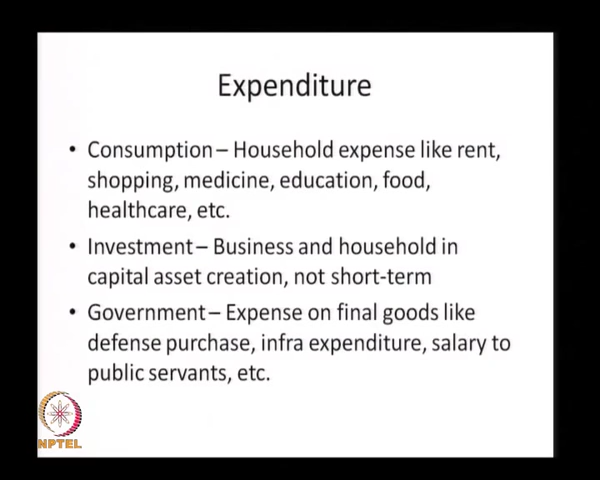 Expenditure
• Consumption – Household expense like rent,
shopping, medicine, education, food,
healthcare, etc.
• Investment – Business and household in
capital asset creation, not short-term
• Government – Expense on final goods like
defense purchase, infra expenditure, salary to
public servants, etc.
NPTEL